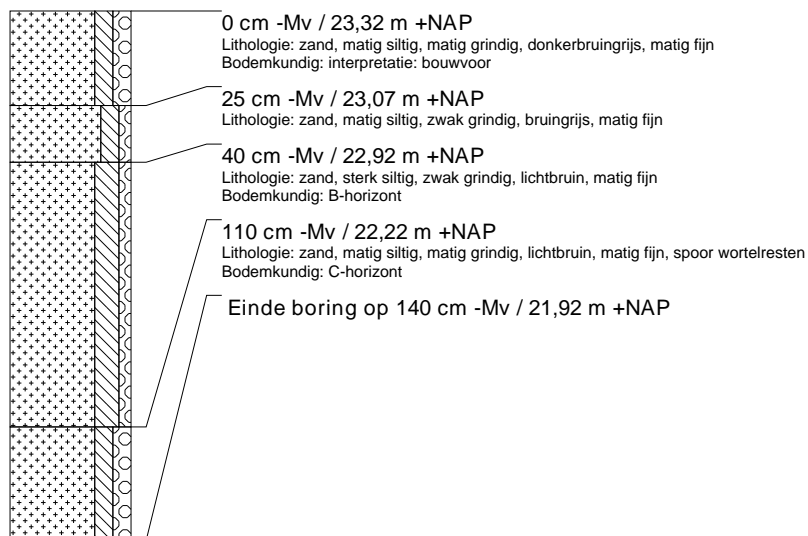 0 cm -Mv / 23,32 m +NAP
Lithologie: zand, matig siltig, matig grindig, donkerbruingrijs, matig fijn
Bodemkundig: interpretatie: bouwvoor
25 cm -Mv / 23,07 m +NAP
Lithologie: zand, matig siltig, zwak grindig, bruingrijs, matig fijn
40 cm -Mv / 22,92 m +NAP
Lithologie: zand, sterk siltig, zwak grindig, lichtbruin, matig fijn
Bodemkundig: B-horizont
110 cm -Mv / 22,22 m +NAP
Lithologie: zand, matig siltig, matig grindig, lichtbruin, matig fijn, spoor wortelresten
Bodemkundig: C-horizont
Einde boring op 140 cm -Mv / 21,92 m +NAP